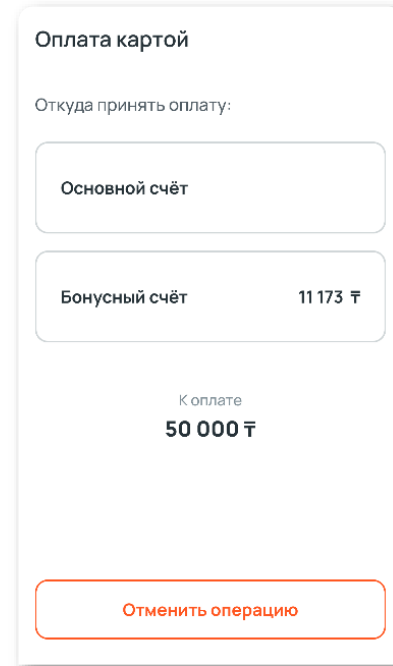 Оплата картой
Откуда принять оплату:
Основной счёт
Бонусный счёт 11 173 ₸
К оплате
50 000 ₸
Отменить операцию